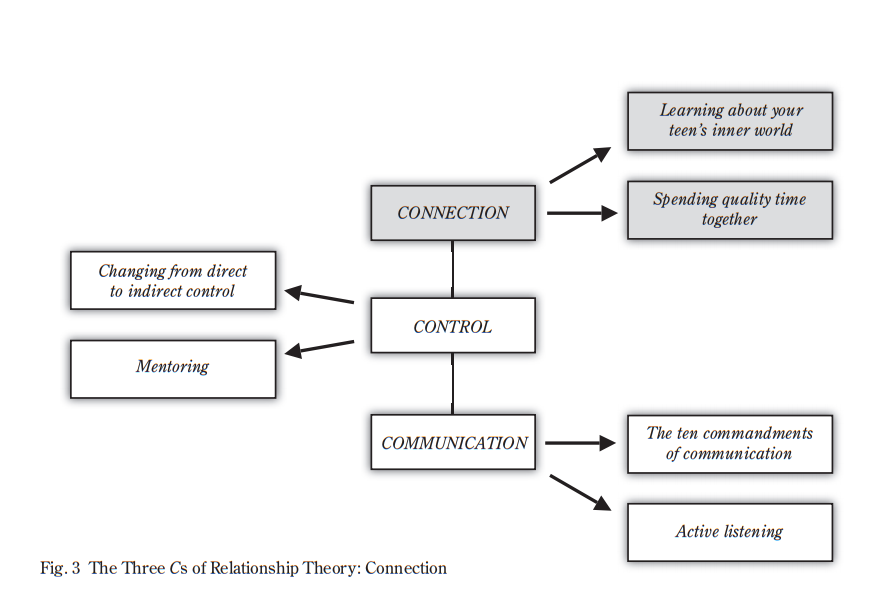 Learning about your
teen’s inner world
Spending quality time
together
CONNECTION
Changing from direct
to indirect control
CONTROL
Mentoring
COMMUNICATION
The ten commandments
of communication
Active listening
Fig. 3 The Three Cs of Relationship Theory: Connection